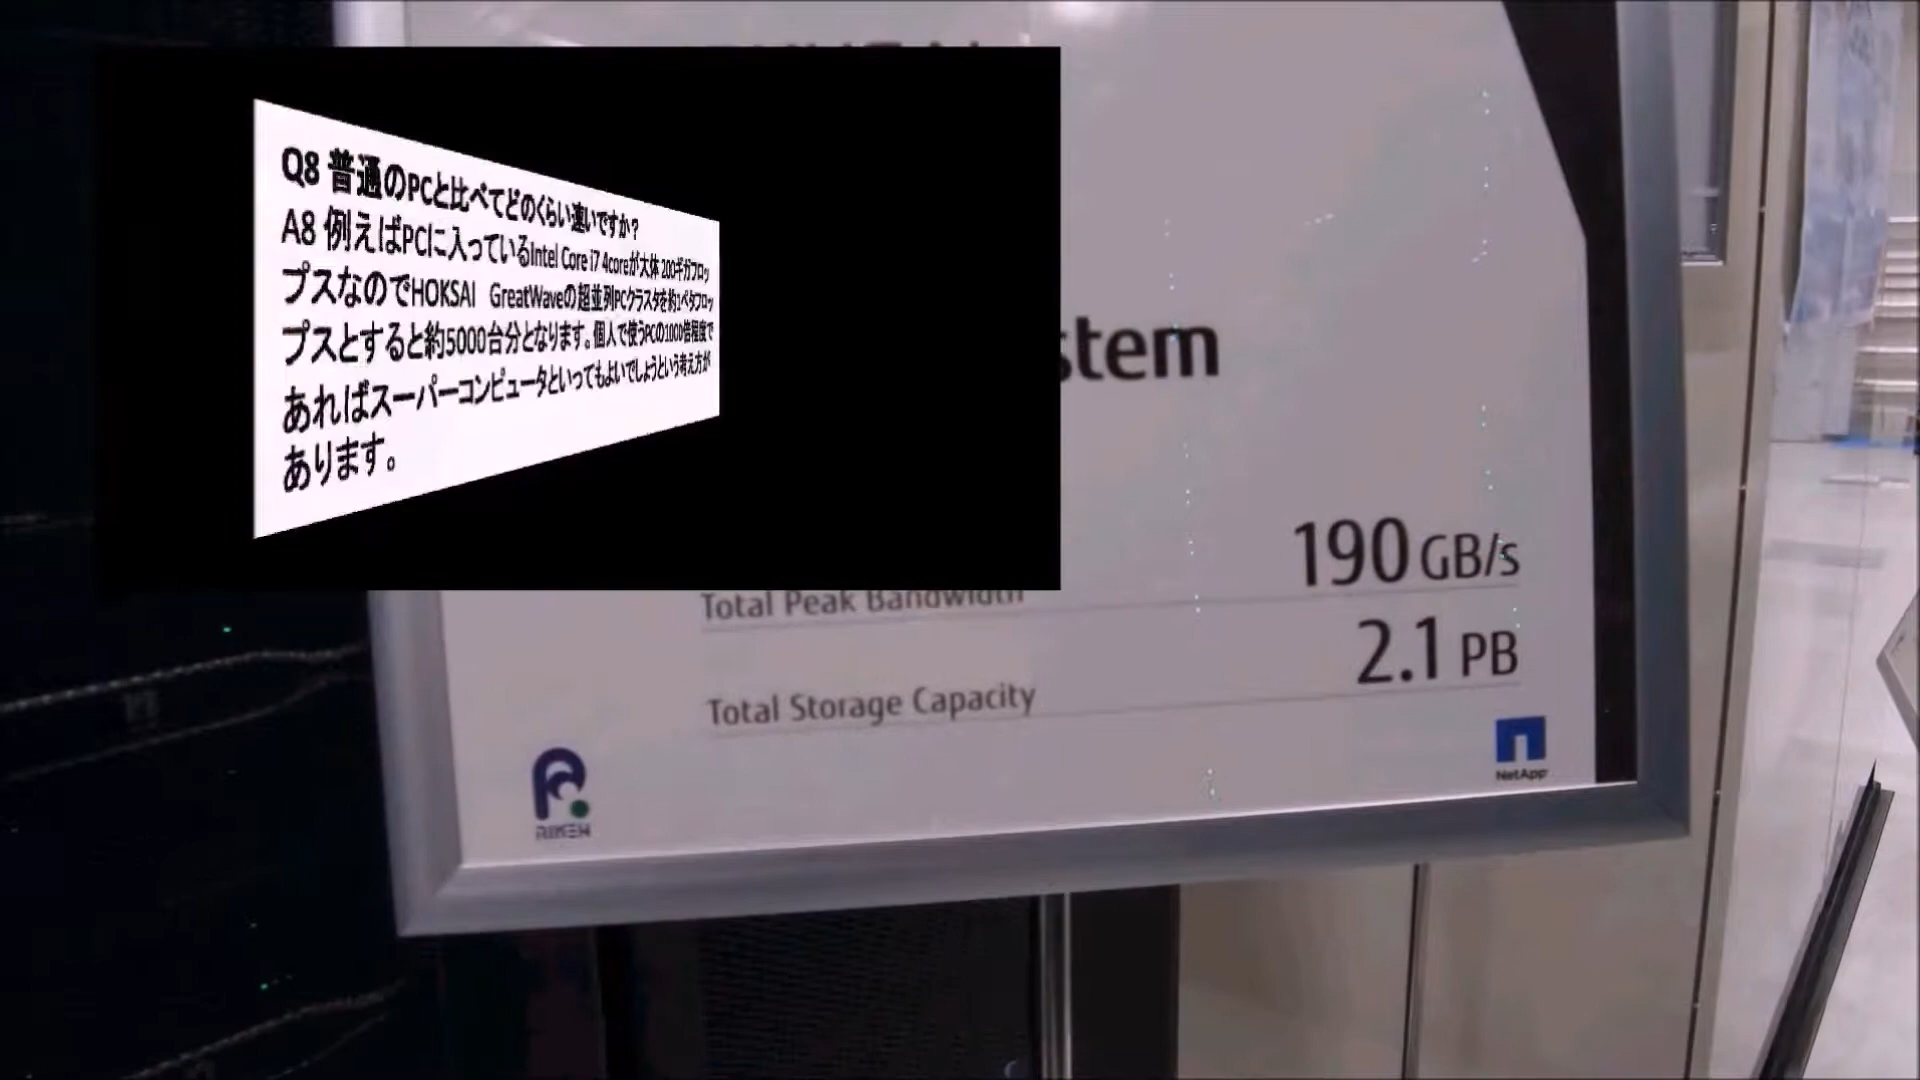 Q8 普通のPCと比べてどのくらい速いですか?
A8 例えばPCに入っているIntel Core i7 4coreが大体 200ギガフロッ
プスなのでHOKSAI GreatWaveの超並列PCクラスタを約1ペタフロッ
プスとすると約5000台分となります。個人で使うPCの1000倍程度で
あればスーパーコンピュータといってもよいでしょうという考え方が
あります。
stem
190 GB/s
Total Peak Bandwidth
2.1 PB
Total Storage Capacity
RIKEN
NetApp